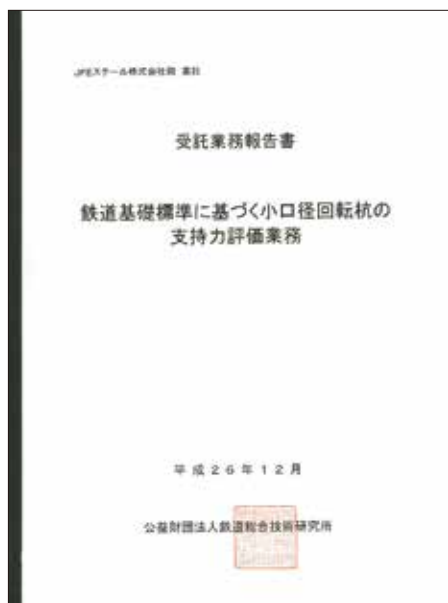 JFEスチール株式会社殿 委託
受託業務報告書
鉄道基礎標準に基づく小口径回転杭の
支持力評価業務
平成26年12月
公益財団法人鉄道総合技術研究所